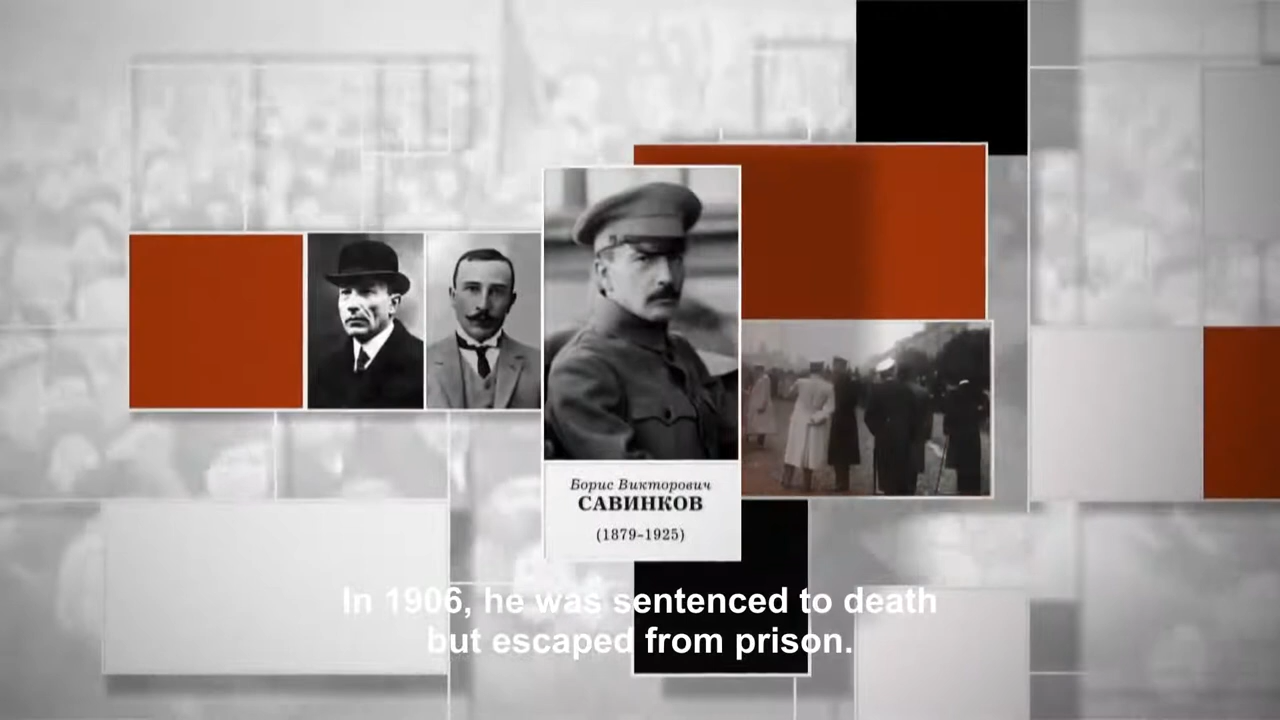 Борис Викторович
САВИНКОВ
(1879–1925)
In 1906, he was sentenced to death
but escaped from prison.